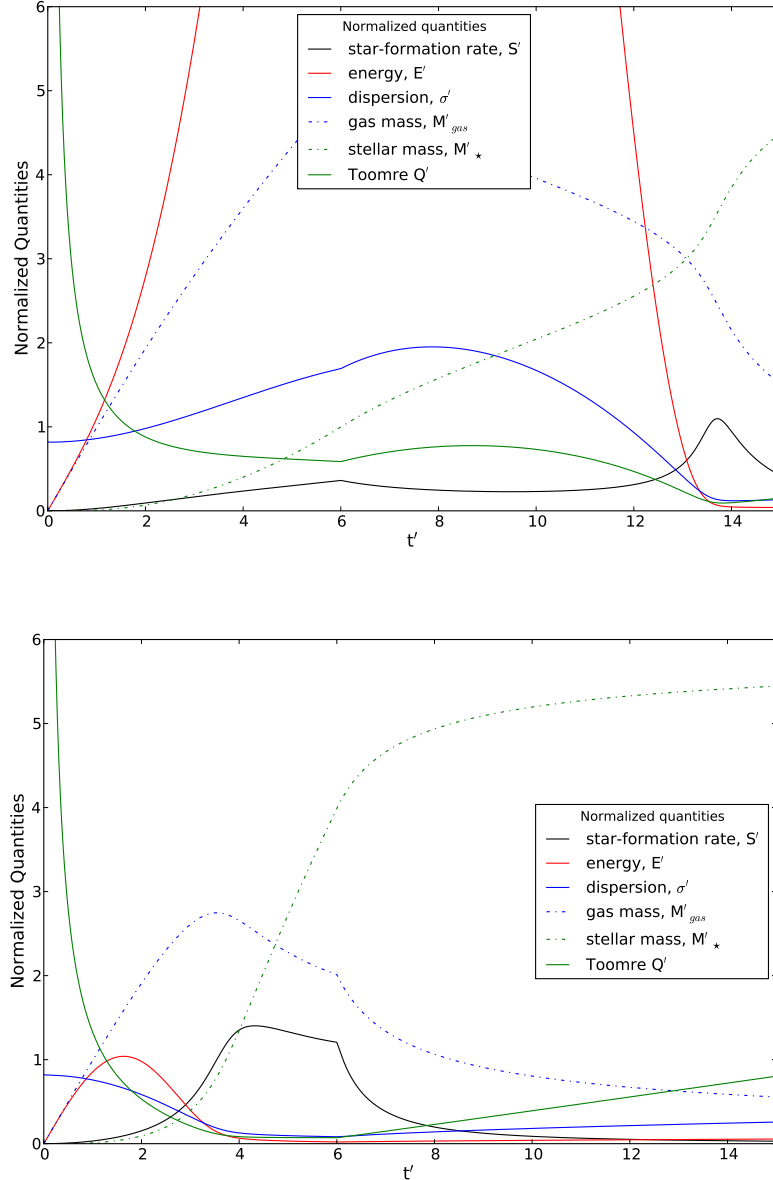 6
5
4
3
2
1
0
Normalized Quantities
Normalized quantities
star-formation rate, S′
energy, E′
dispersion, σ′
gas mass, M′gas
stellar mass, M′⋆
Toomre Q′
0 2 4 6 8 10 12 14
t′
6
5
4
3
2
1
0
Normalized Quantities
Normalized quantities
star-formation rate, S′
energy, E′
dispersion, σ′
gas mass, M′gas
stellar mass, M′⋆
Toomre Q′
0 2 4 6 8 10 12 14
t′